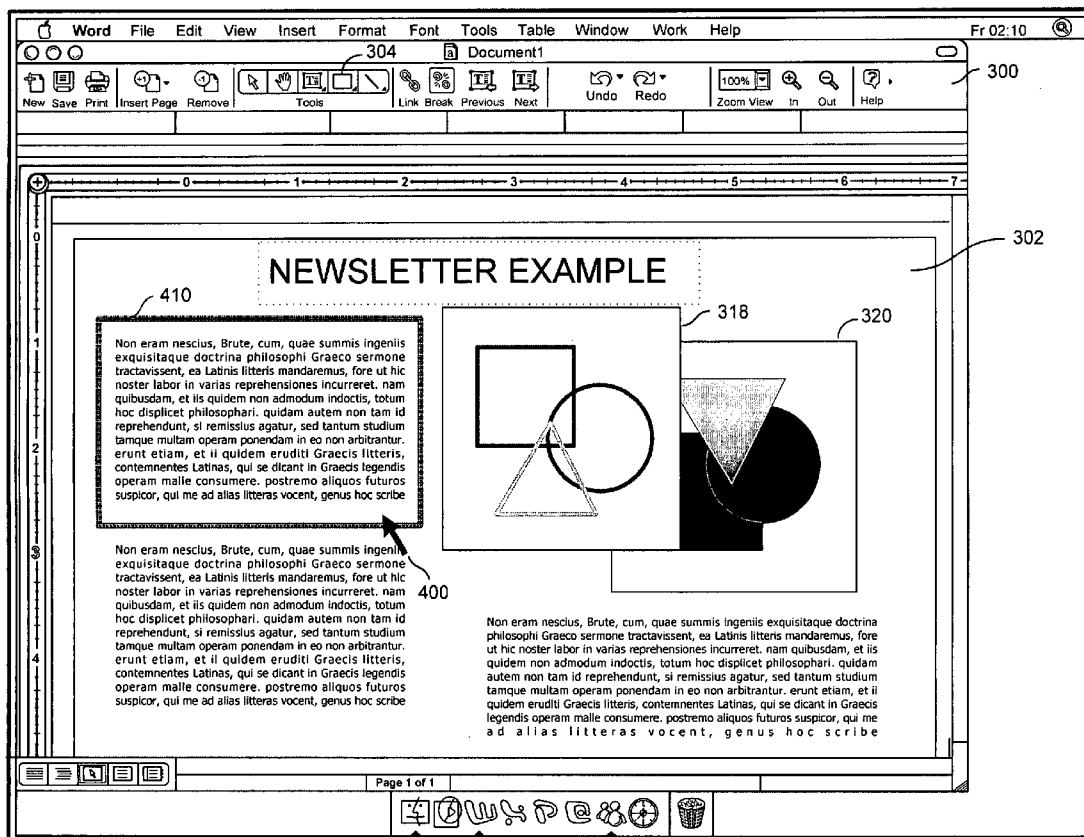 Word File Edit View Insert Format Font Tools Table Window Work Help Fr 02:10
304 a Document1
300
100%
New Save Print Insert Page Remove Tools Link Break Previous Next Undo Redo Zoom View In Out Help
0 1 2 3 4 5 6 7
0
302
NEWSLETTER EXAMPLE
410
318
320
1
Non eram nescius, Brute, cum, quae summis ingeniis
exquisitaque doctrina philosophi Graeco sermone
tractavissent, ea Latinis litteris mandaremus, fore ut hic
noster labor in varias reprehensiones incurreret. nam
quibusdam, et iis quidem non admodum indoctis, totum
hoc displicet philosophari. quidam autem non tam id
reprehendunt, si remissius agatur, sed tantum studium
tamque multam operam ponendam in eo non arbitrantur.
2
erunt etiam, et ii quidem eruditi Graecis litteris,
contemnentes Latinas, qui se dicant in Graecis legendis
operam malle consumere. postremo aliquos futuros
suspicor, qui me ad alias litteras vocent, genus hoc scribe
3
400
Non eram nescius, Brute, cum, quae summis ingeniis
exquisitaque doctrina philosophi Graeco sermone
tractavissent, ea Latinis litteris mandaremus, fore ut hic
noster labor in varias reprehensiones incurreret. nam
quibusdam, et iis quidem non admodum indoctis, totum
hoc displicet philosophari. quidam autem non tam id
reprehendunt, si remissius agatur, sed tantum studium
tamque multam operam ponendam in eo non arbitrantur.
4
erunt etiam, et ii quidem eruditi Graecis litteris,
contemnentes Latinas, qui se dicant in Graecis legendis
operam malle consumere. postremo aliquos futuros
suspicor, qui me ad alias litteras vocent, genus hoc scribe
Non eram nescius, Brute, cum, quae summis ingeniis exquisitaque doctrina
philosophi Graeco sermone tractavissent, ea Latinis litteris mandaremus, fore
ut hic noster labor in varias reprehensiones incurreret. nam quibusdam, et iis
quidem non admodum indoctis, totum hoc displicet philosophari. quidam
autem non tam id reprehendunt, si remissius agatur, sed tantum studium
tamque multam operam ponendam in eo non arbitrantur. erunt etiam, et ii
quidem eruditi Graecis litteris, contemnentes Latinas, qui se dicant in Graecis
legendis operam malle consumere. postremo aliquos futuros suspicor, qui me
ad alias litteras vocent, genus hoc scribe
Page 1 of 1